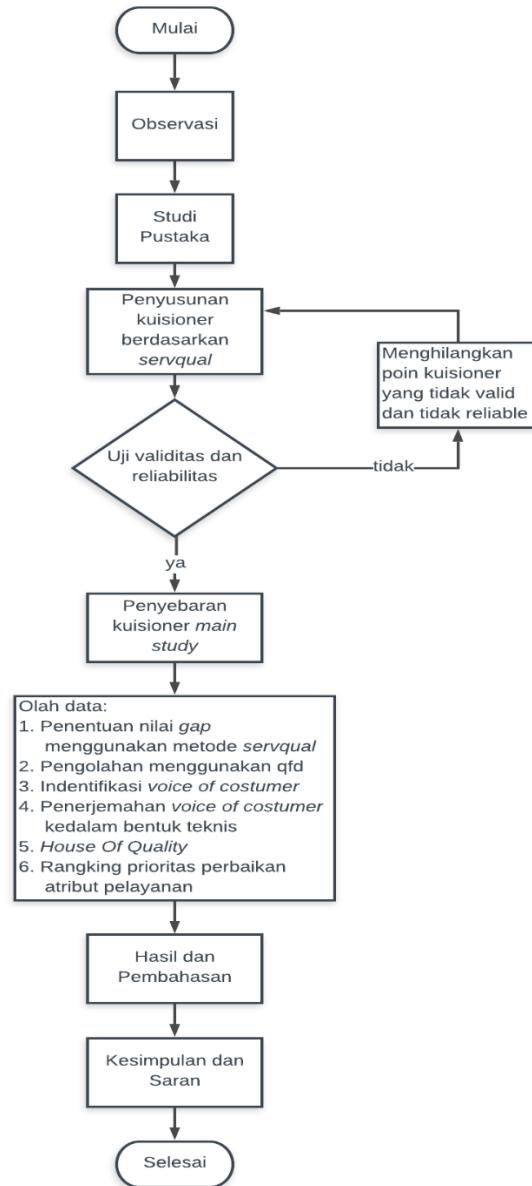 Mulai
Observasi
Studi
Pustaka
Penyusunan
kuisioner
berdasarkan
servqual
Menghilangkan
poin kuisioner
yang tidak valid
dan tidak reliable
Uji validitas dan
reliabilitas
tidak
ya
Penyebaran
kuisioner main
study
Olah data:
1. Penentuan nilai gap
menggunakan metode servqual
2. Pengolahan menggunakan qfd
3. Indentifikasi voice of costumer
4. Penerjemahan voice of costumer
kedalam bentuk teknis
5. House Of Quality
6. Rangking prioritas perbaikan
atribut pelayanan
Hasil dan
Pembahasan
Kesimpulan dan
Saran
Selesai